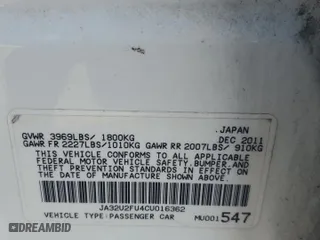 JAPAN
GVWR 3969LBS/ 1800KG DEC 2011
GAWR FR 2227LBS/1010KG GAWR RR 2007LBS/ 910KG
THIS VEHICLE CONFORMS TO ALL APPLICABLE
FEDERAL MOTOR VEHICLE SAFETY, BUMPER, AND
THEFT PREVENTION STANDARDS IN EFFECT ON
THE DATE OF MANUFACTURE SHOWN ABOVE.
JA32U2FU4CU016362
VEHICLE TYPE:PASSENGER CAR MU001547
AUTOHISTORY.US